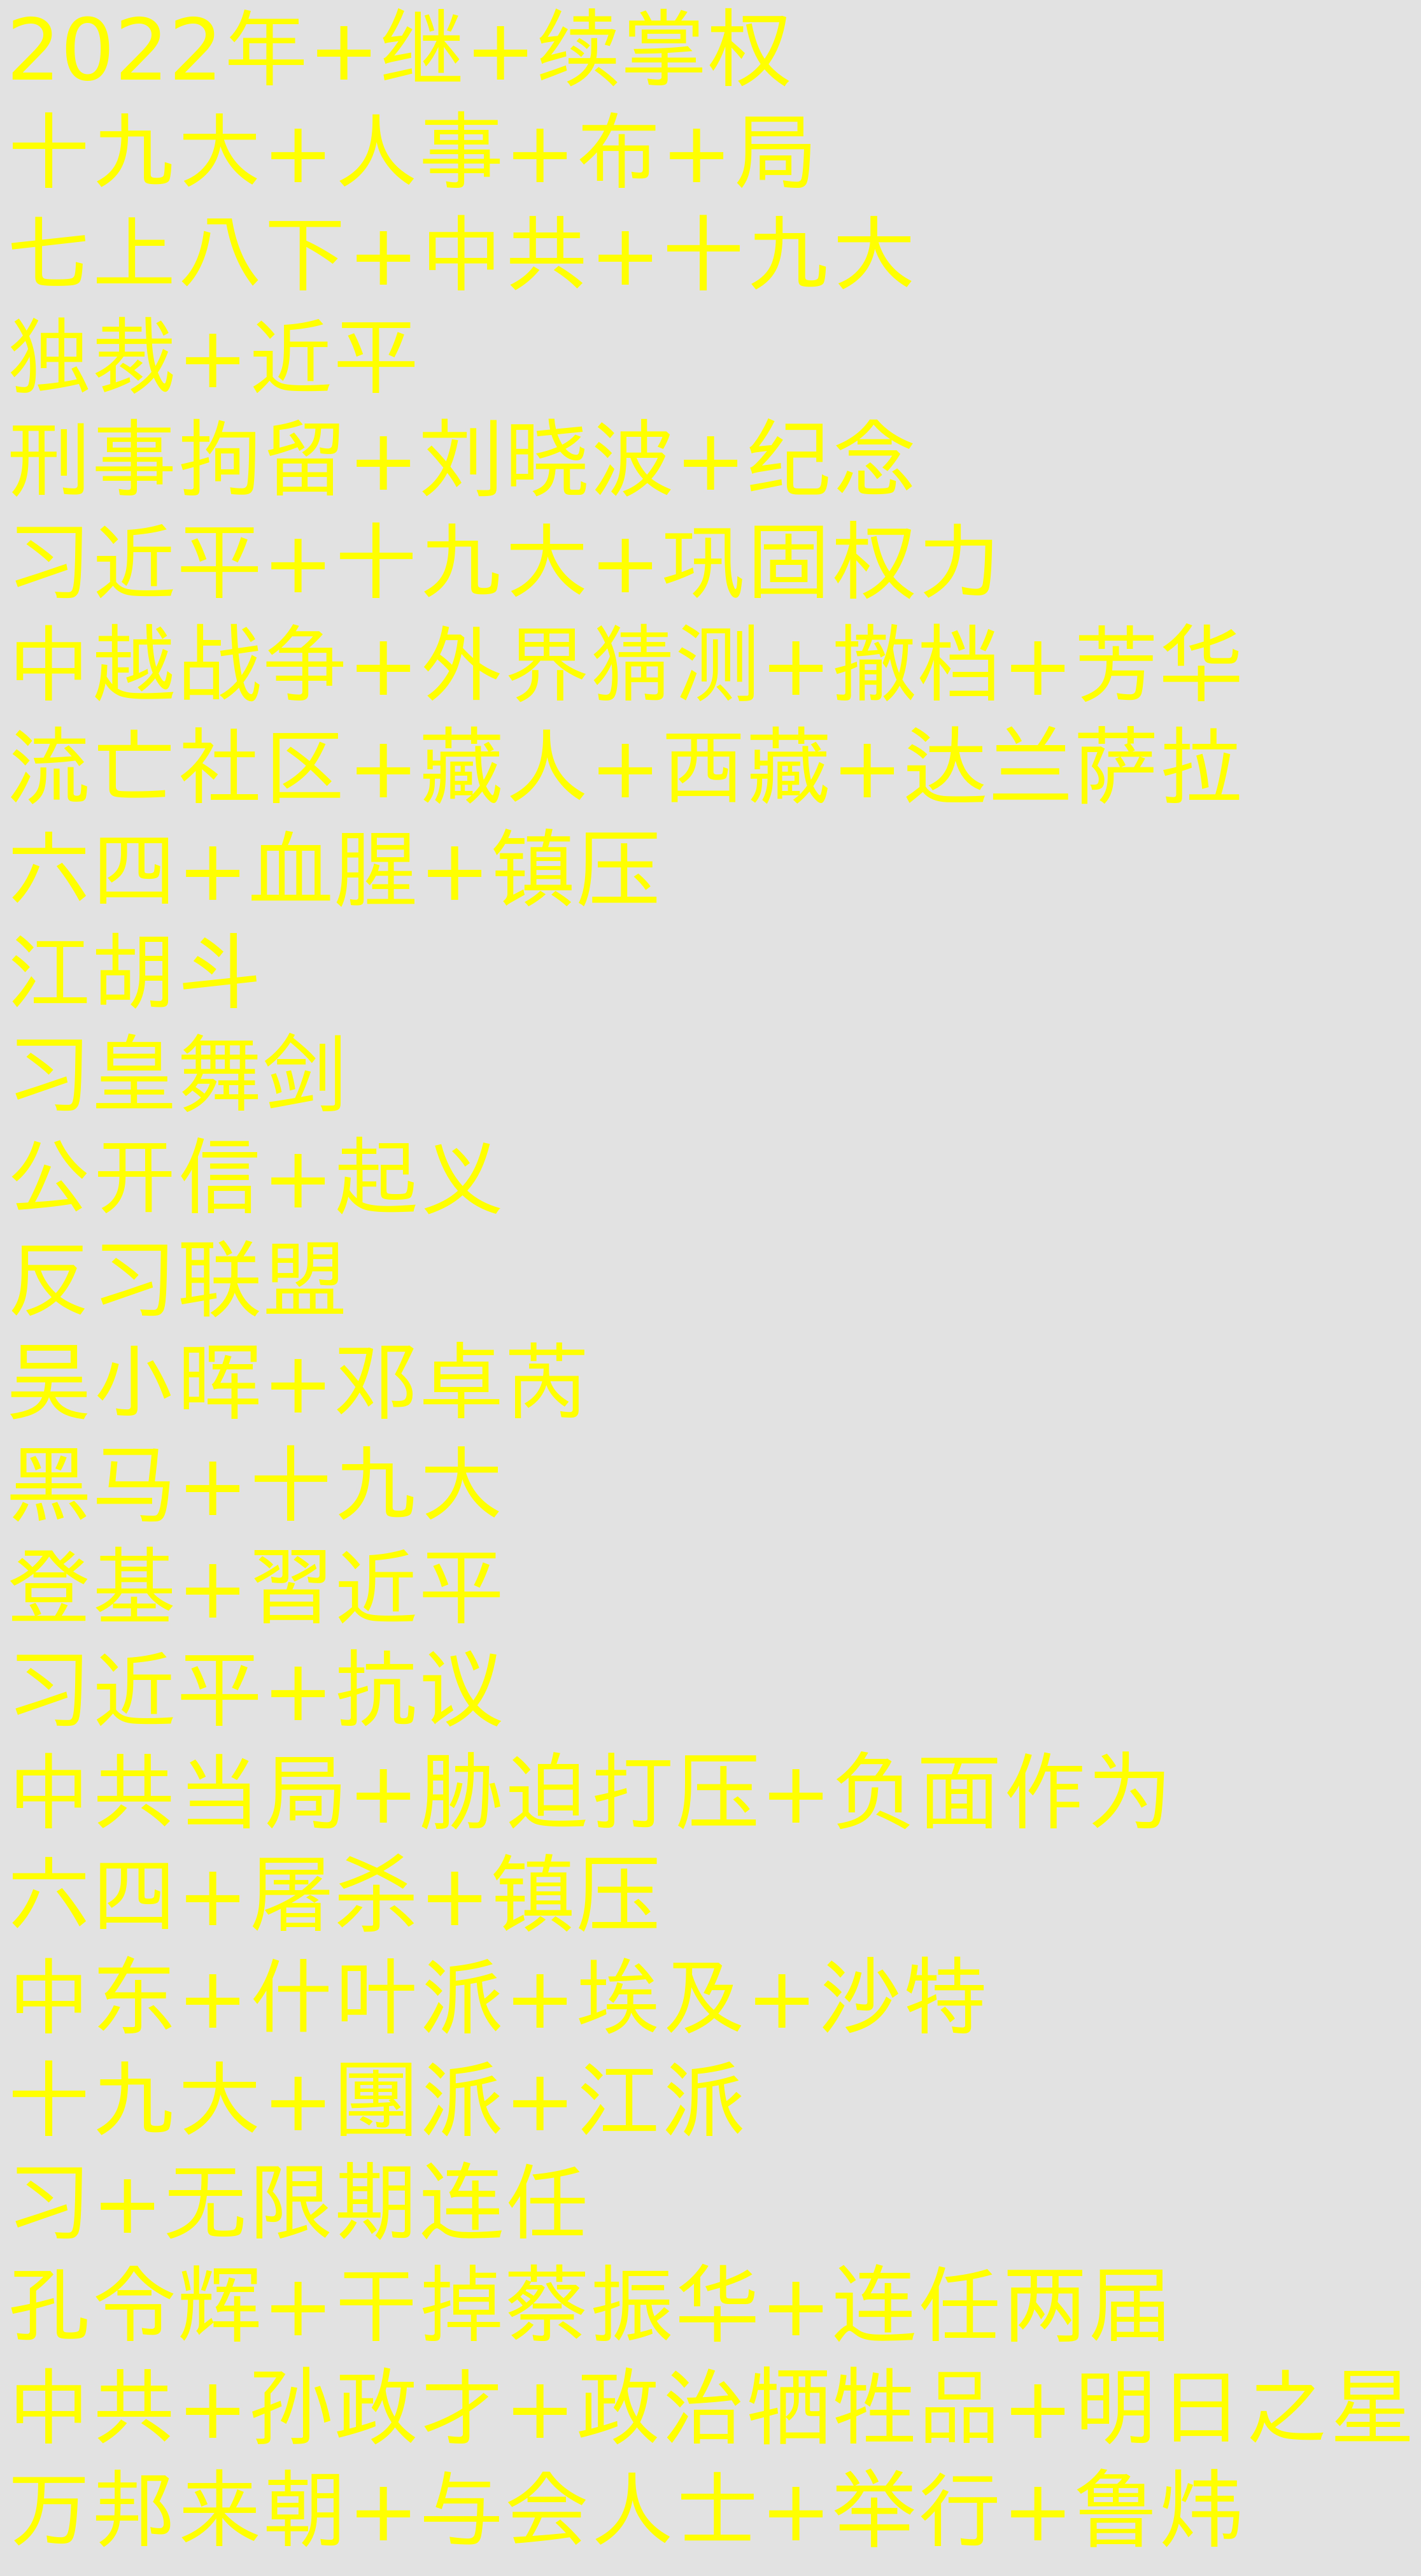 2022年+继+续掌权
十九大+人事+布+局
七上八下+中共+十九大
独裁+近平
刑事拘留+刘晓波+纪念
习近平+十九大+巩固权力
中越战争+外界猜测+撤档+芳华
流亡社区+藏人+西藏+达兰萨拉
六四+血腥+镇压
江胡斗
习皇舞剑
公开信+起义
反习联盟
吴小晖+邓卓芮
黑马+十九大
登基+習近平
习近平+抗议
中共当局+胁迫打压+负面作为
六四+屠杀+镇压
中东+什叶派+埃及+沙特
十九大+團派+江派
习+无限期连任
孔令辉+干掉蔡振华+连任两届
中共+孙政才+政治牺牲品+明日之星
万邦来朝+与会人士+举行+鲁炜